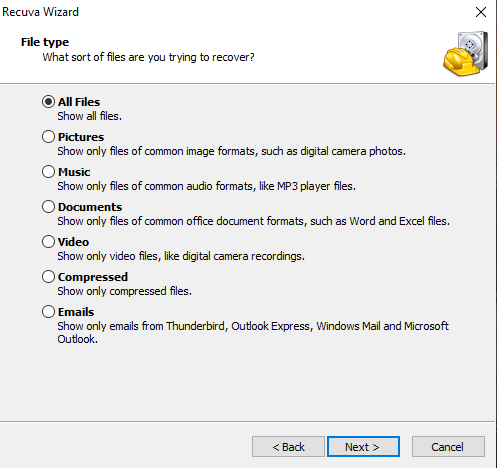 Recuva Wizard
File type
What sort of files are you trying to recover?
All Files
Show all files.
Pictures
Show only files of common image formats, such as digital camera photos.
Music
Show only files of common audio formats, like MP3 player files.
Documents
Show only files of common office document formats, such as Word and Excel files.
Video
Show only video files, like digital camera recordings.
Compressed
Show only compressed files.
Emails
Show only emails from Thunderbird, Outlook Express, Windows Mail and Microsoft
Outlook.
< Back Next > Cancel